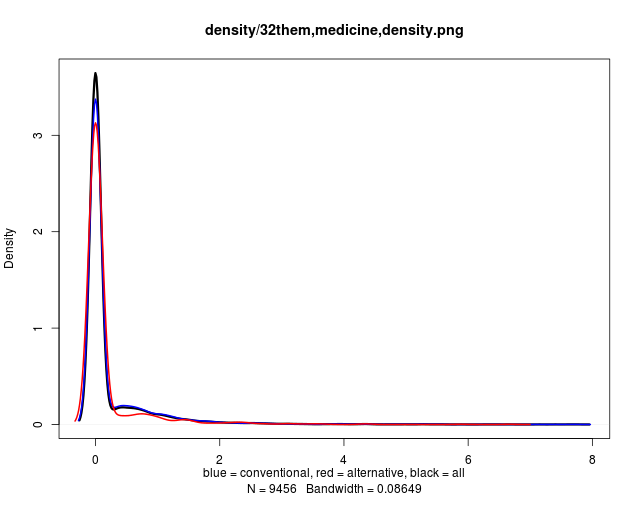 density/32them,medicine,density.png
Density
3
2
1
0
0 2 4 6 8
blue = conventional, red = alternative, black = all
N = 9456 Bandwidth = 0.08649